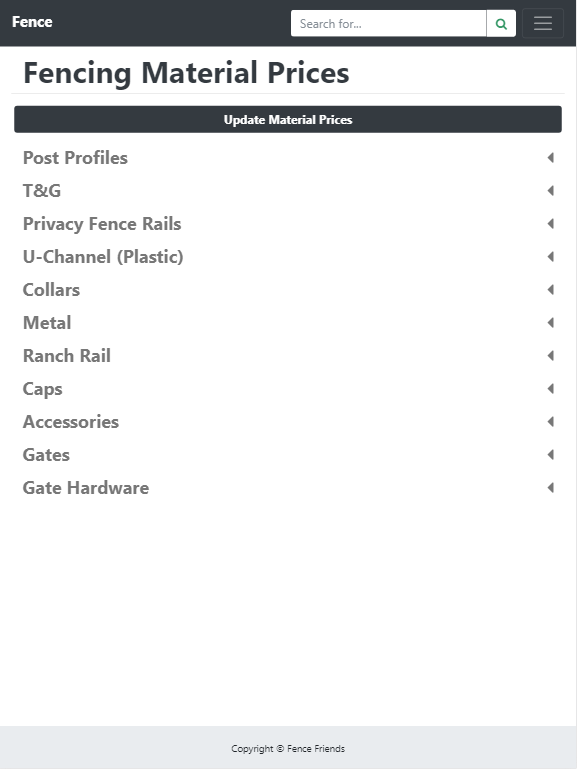 Fence
Search for...
Fencing Material Prices
Update Material Prices
Post Profiles
T&G
Privacy Fence Rails
U-Channel (Plastic)
Collars
Metal
Ranch Rail
Caps
Accessories
Gates
Gate Hardware
Copyright © Fence Friends